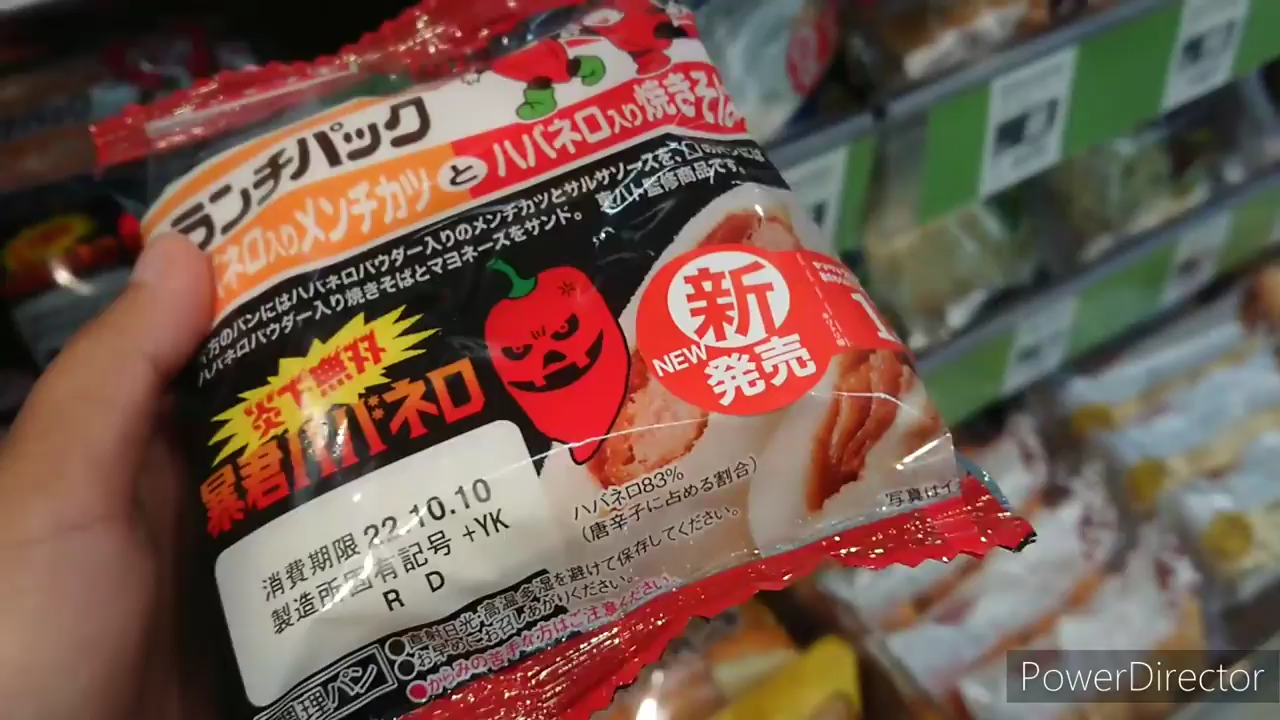 ランチパック
ネロ入りメンチカツとハバネロ入り焼きそば
方のパンにはハバネロパウダー入りのメンチカツとサルサソースを、
ハバネロパウダー入り焼きそばとマヨネーズをサンド。 東ハト監修商品です。
炎下無双
暴君ハバネロ
新
NEW
発売
消費期限 22.10.10
製造所固有記号 +YK
R D
ハバネロ83%
(唐辛子に占める割合)
写真はイ
●直射日光・高温多湿を避けて保存してください。
●お早めにお召しあがりください。
●からみの苦手な方はご注意ください。
調理パン
PowerDirector